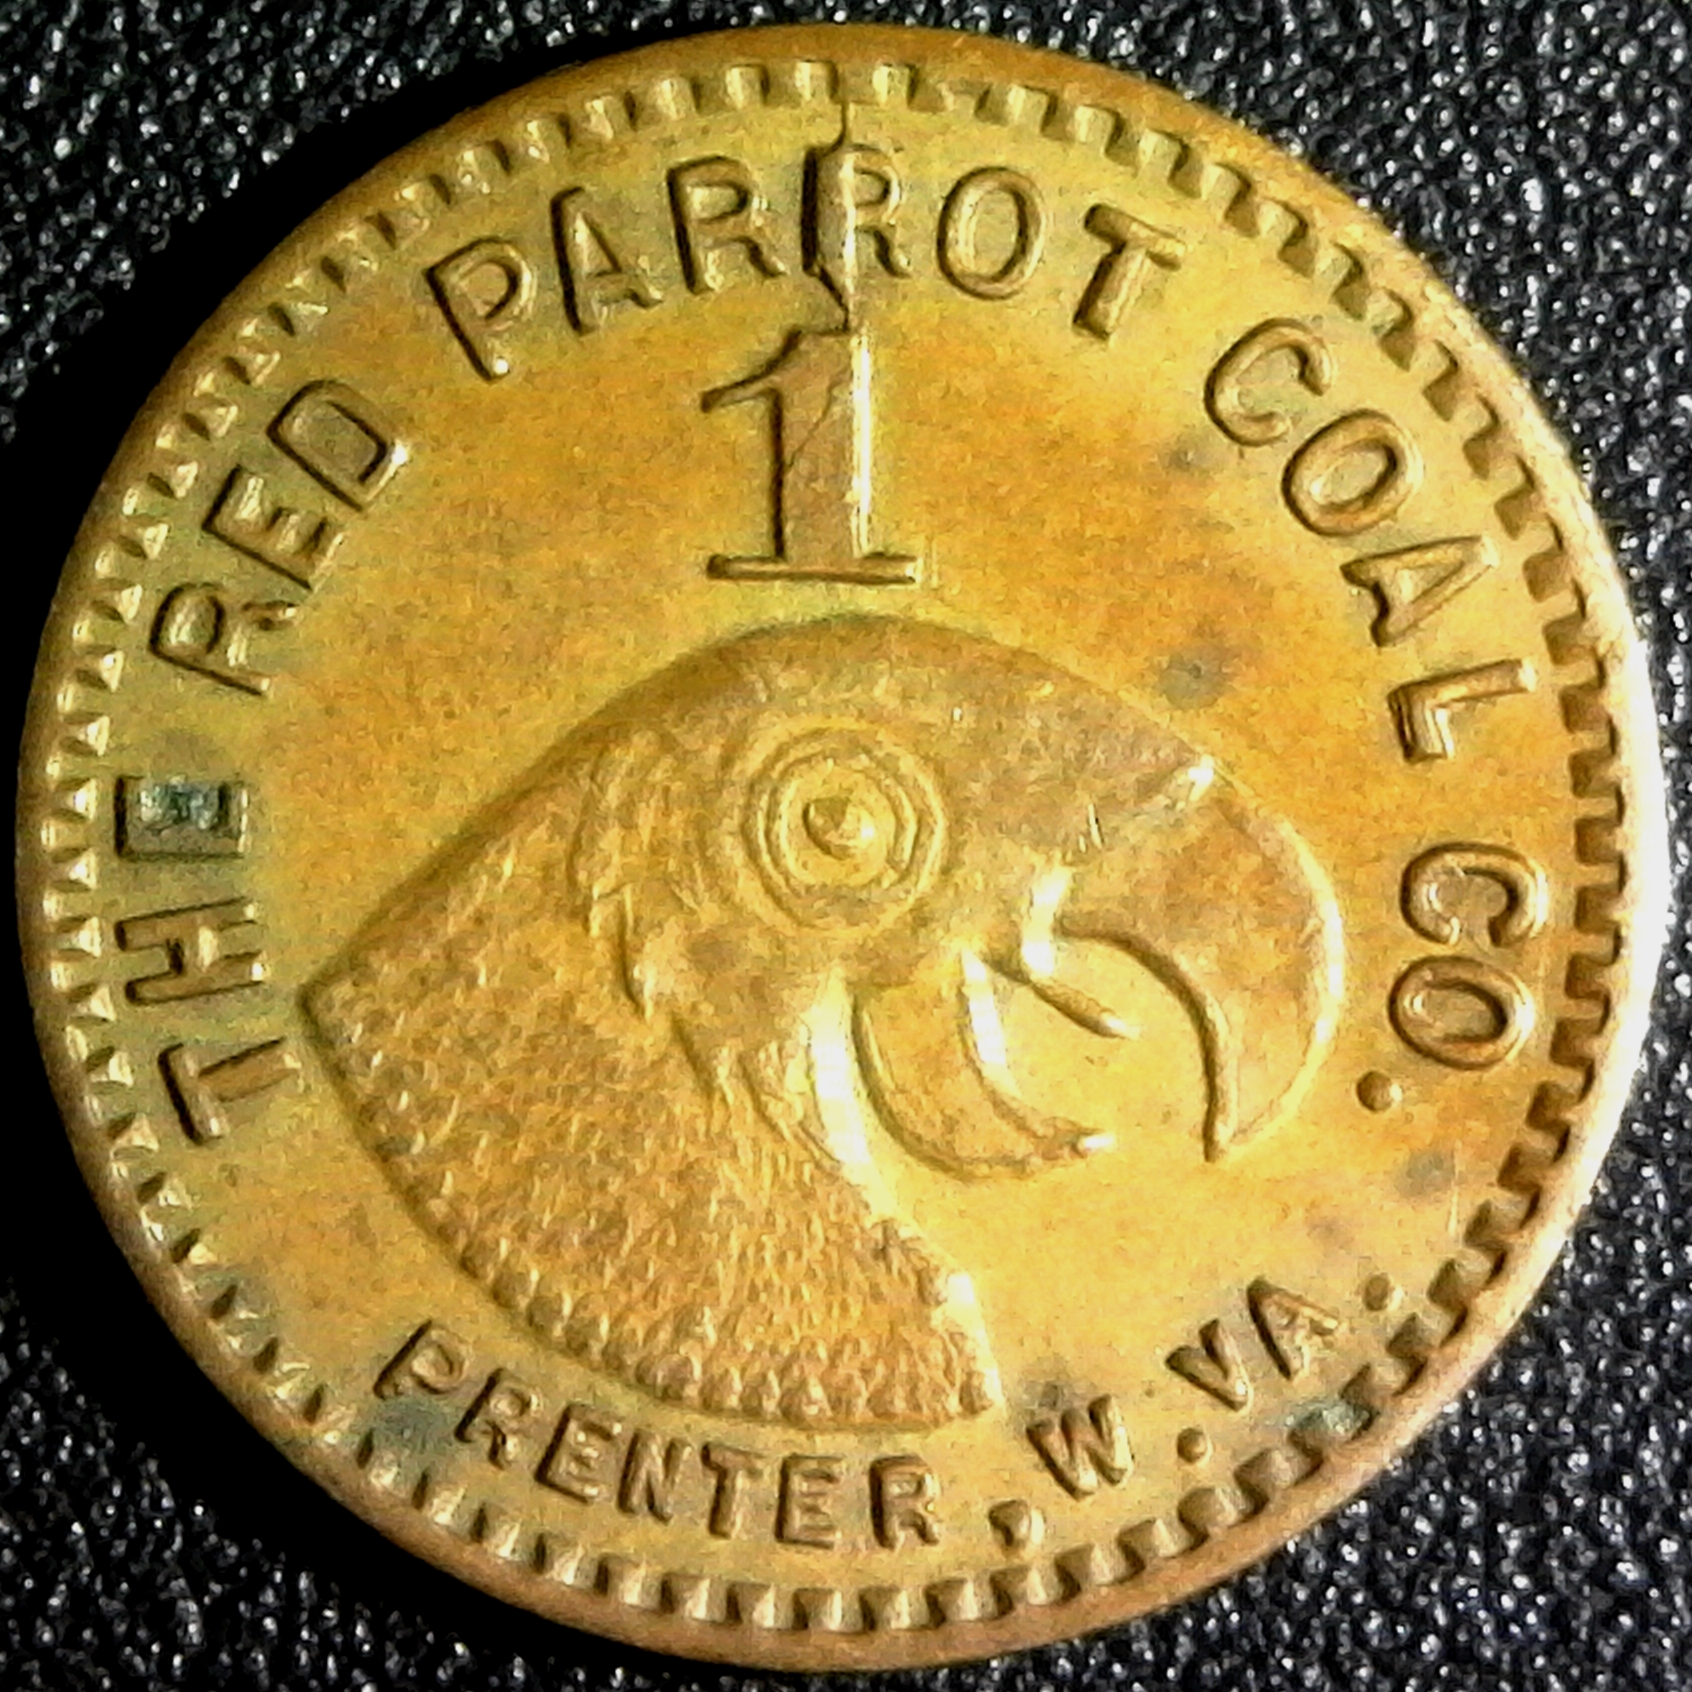 THE RED PARROT COAL CO.
1
PRENTER, W. VA.